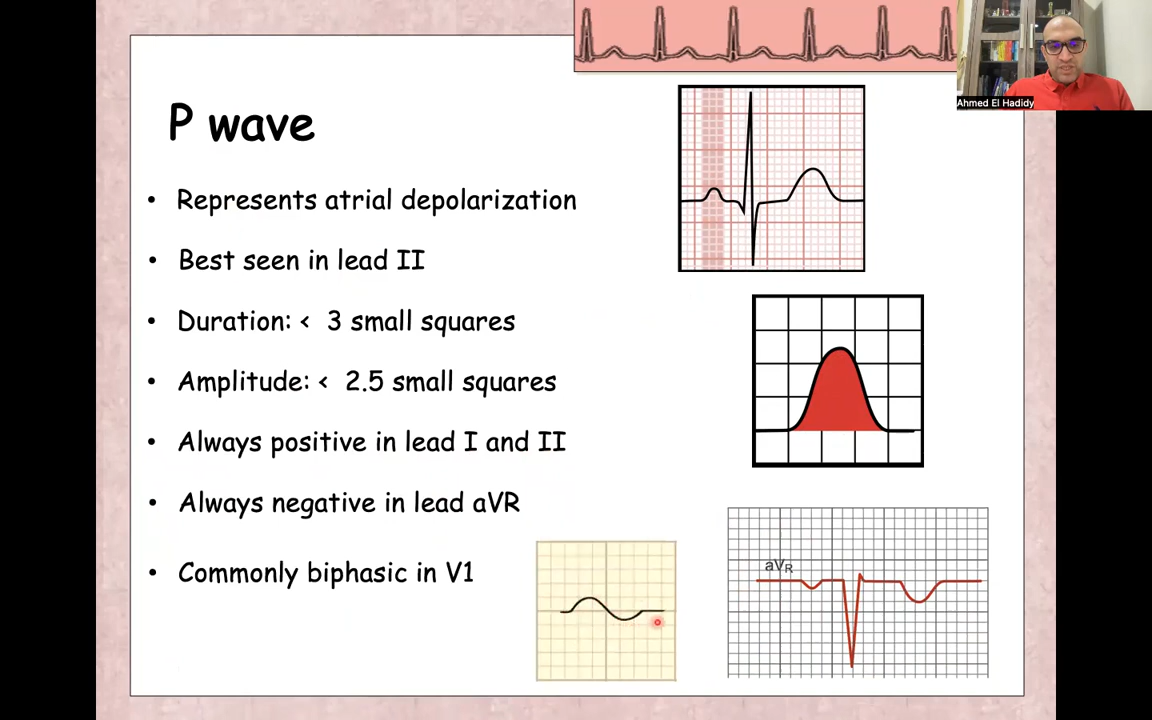 Ahmed El Hadidy
P wave
• Represents atrial depolarization
• Best seen in lead II
• Duration: < 3 small squares
• Amplitude: < 2.5 small squares
• Always positive in lead I and II
• Always negative in lead aVR
• Commonly biphasic in V1
aVR